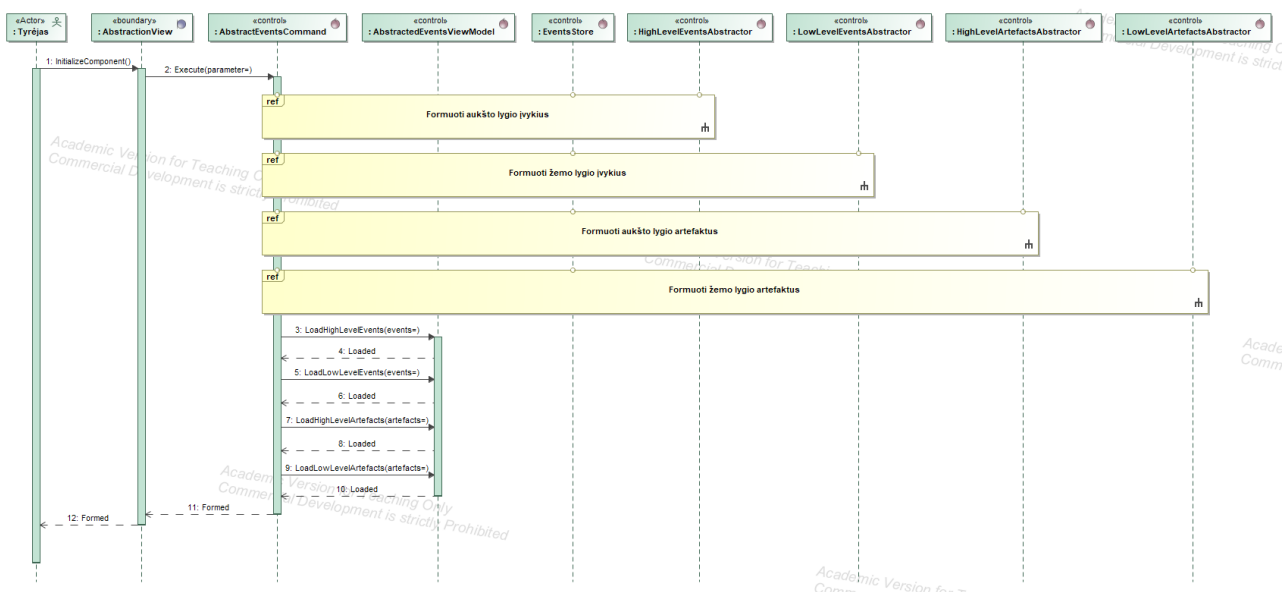 «Actor»
: Tyrėjas
«boundary»
: AbstractionView
«control»
: AbstractEventsCommand
«control»
: AbstractedEventsViewModel
«control»
: EventsStore
«control»
: HighLevelEventsAbstractor
«control»
: LowLevelEventsAbstractor
«control»
: HighLevelArtefactsAbstractor
«control»
: LowLevelArtefactsAbstractor
1: InitializeComponent()
2: Execute(parameter=)
ref
Formuoti aukšto lygio įvykius
ref
Formuoti žemo lygio įvykius
ref
Formuoti aukšto lygio artefaktus
ref
Formuoti žemo lygio artefaktus
3: LoadHighLevelEvents(events=)
4: Loaded
5: LoadLowLevelEvents(events=)
6: Loaded
7: LoadHighLevelArtefacts(artefacts=)
8: Loaded
9: LoadLowLevelArtefacts(artefacts=)
10: Loaded
11: Formed
12: Formed
Academic Version for Teaching Only
Commercial Development is strictly Prohibited